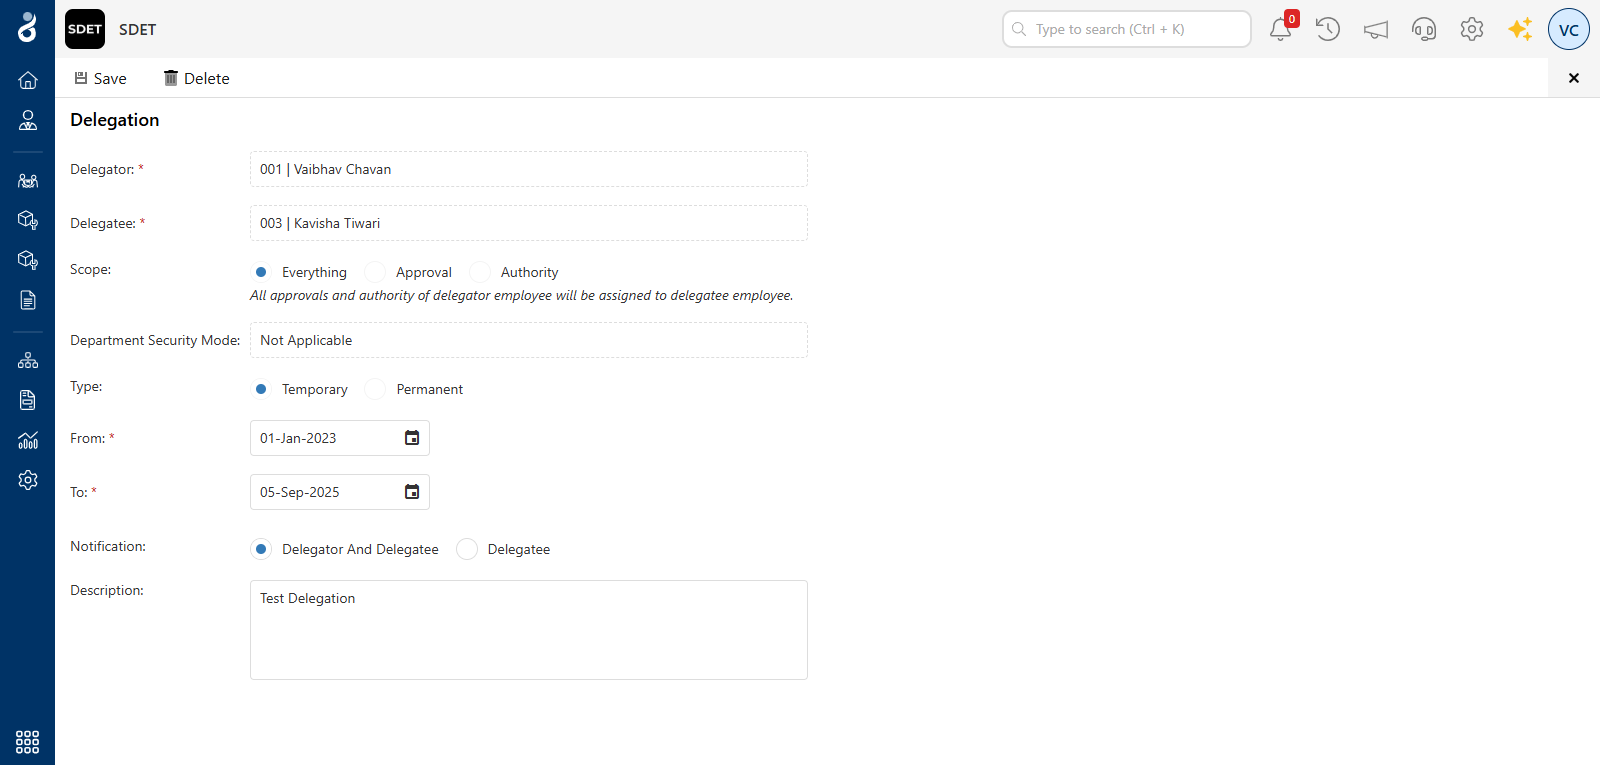 SDET
SDET
Type to search (Ctrl + K)
0
VC
Save
Delete
Delegation
Delegator: *
001 | Vaibhav Chavan
Delegatee: *
003 | Kavisha Tiwari
Scope:
Everything
Approval
Authority
All approvals and authority of delegator employee will be assigned to delegatee employee.
Department Security Mode:
Not Applicable
Type:
Temporary
Permanent
From: *
01-Jan-2023
To: *
05-Sep-2025
Notification:
Delegator And Delegatee
Delegatee
Description:
Test Delegation